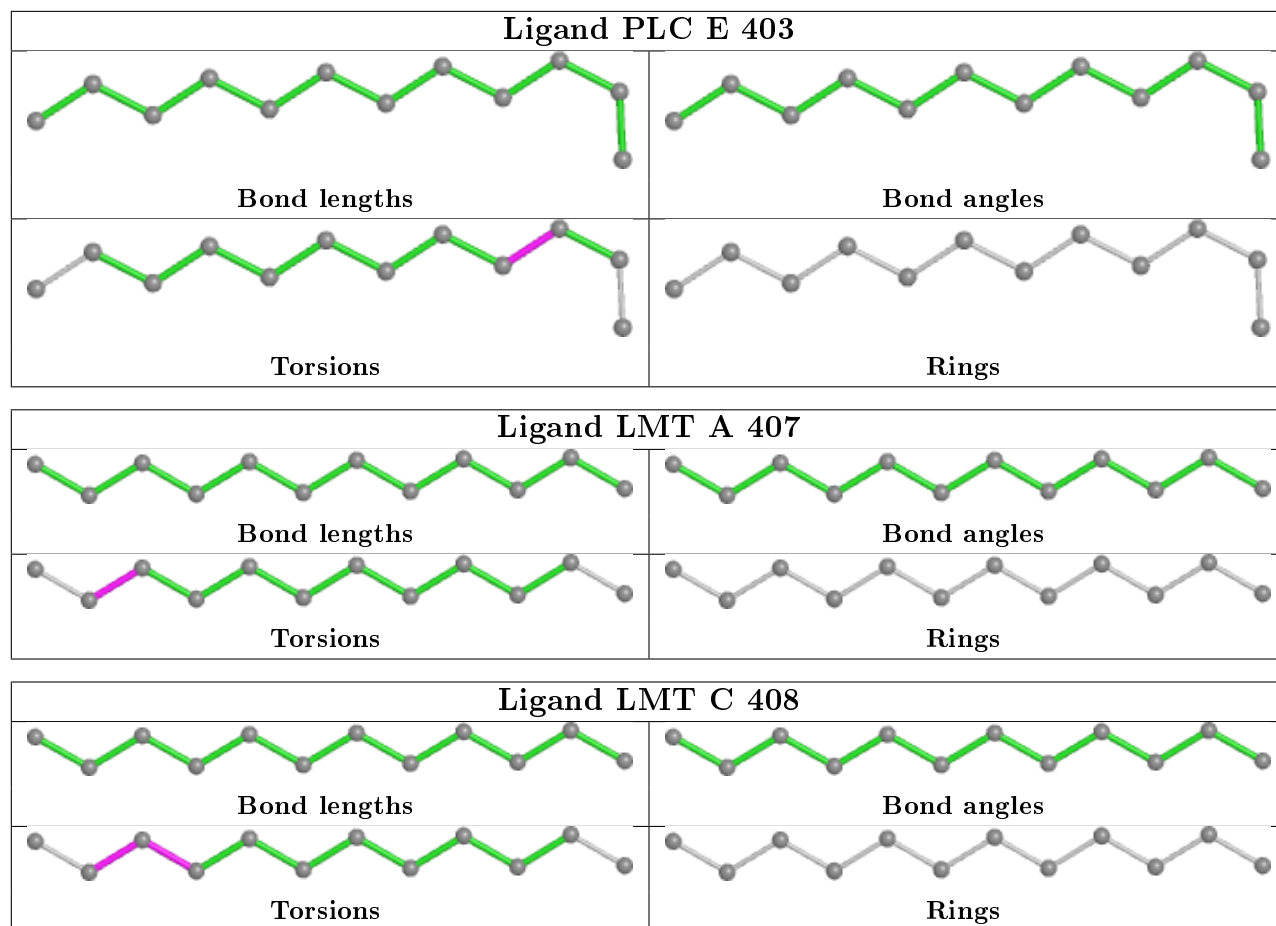 Ligand PLC E 403
Bond lengths
Bond angles
Torsions
Rings
Ligand LMT A 407
Bond lengths
Bond angles
Torsions
Rings
Ligand LMT C 408
Bond lengths
Bond angles
Torsions
Rings